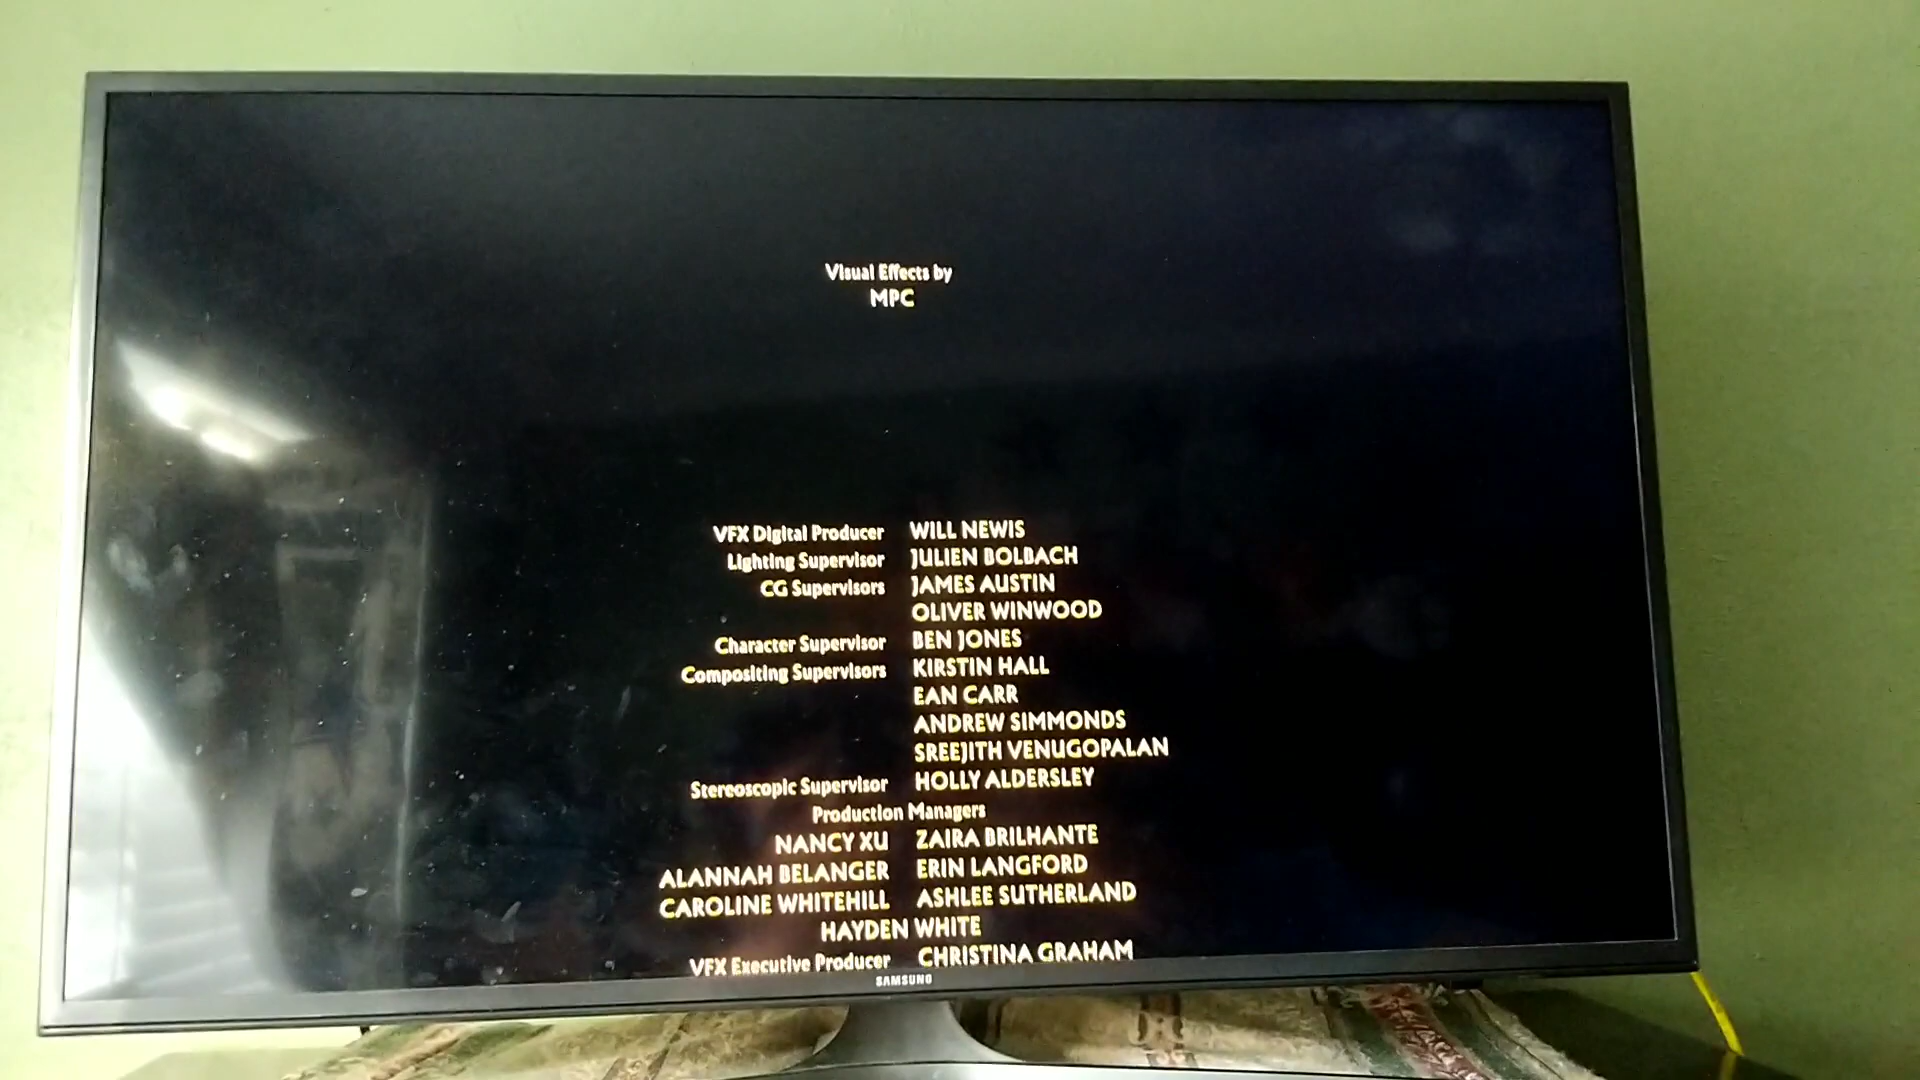 Visual Effects by
MPC
VFX Digital Producer WILL NEWIS
Lighting Supervisor JULIEN BOLBACH
CG Supervisors JAMES AUSTIN
OLIVER WINWOOD
Character Supervisor BEN JONES
Compositing Supervisors KIRSTIN HALL
EAN CARR
ANDREW SIMMONDS
SREEJITH VENUGOPALAN
Stereoscopic Supervisor HOLLY ALDERSLEY
Production Managers
NANCY XU ZAIRA BRILHANTE
ALANNAH BELANGER ERIN LANGFORD
CAROLINE WHITEHILL ASHLEE SUTHERLAND
HAYDEN WHITE
VFX Executive Producer CHRISTINA GRAHAM
SAMSUNG